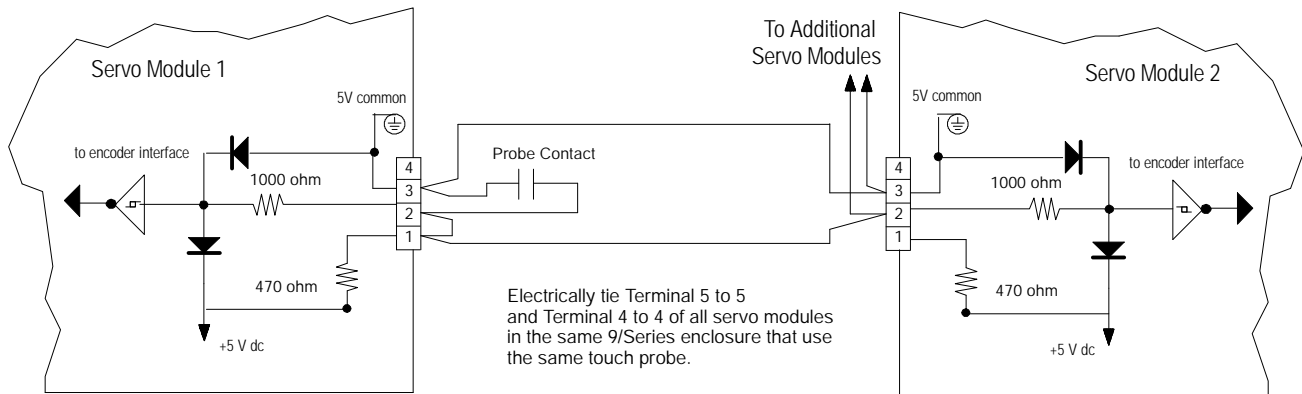 Servo Module 1
5V common
to encoder interface
1000 ohm
470 ohm
+5 V dc
4
3
2
1
Probe Contact
To Additional
Servo Modules
Electrically tie Terminal 5 to 5
and Terminal 4 to 4 of all servo modules
in the same 9/Series enclosure that use
the same touch probe.
Servo Module 2
5V common
4
3
2
1
to encoder interface
1000 ohm
470 ohm
+5 V dc